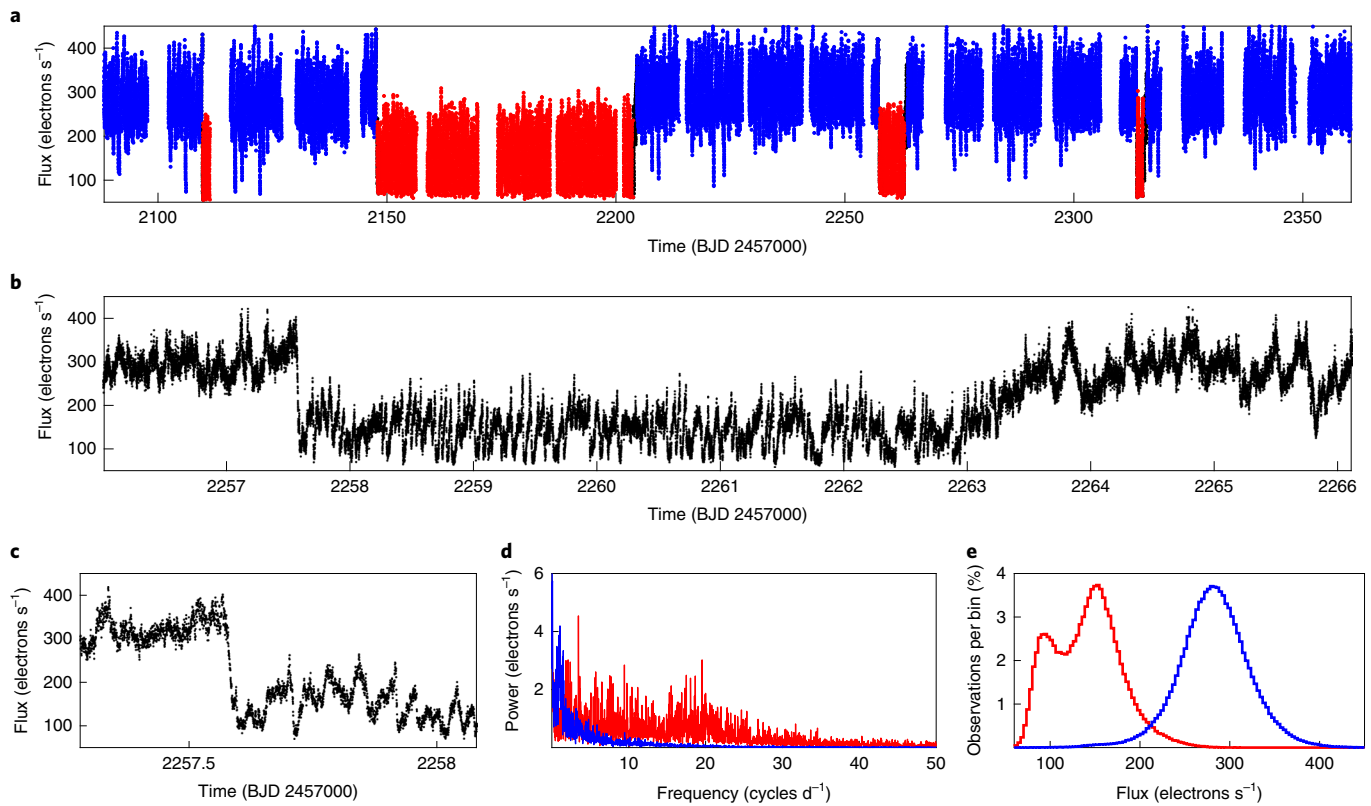 a
400
300
200
100
Flux (electrons s⁻¹)
2100 2150 2200 2250 2300 2350
Time (BJD 2457000)
b
400
300
200
100
Flux (electrons s⁻¹)
2257 2258 2259 2260 2261 2262 2263 2264 2265 2266
Time (BJD 2457000)
c
400
300
200
100
Flux (electrons s⁻¹)
2257.5 2258
Time (BJD 2457000)
d
6
4
2
Power (electrons s⁻¹)
10 20 30 40 50
Frequency (cycles d⁻¹)
e
4
3
2
1
0
Observations per bin (%)
100 200 300 400
Flux (electrons s⁻¹)